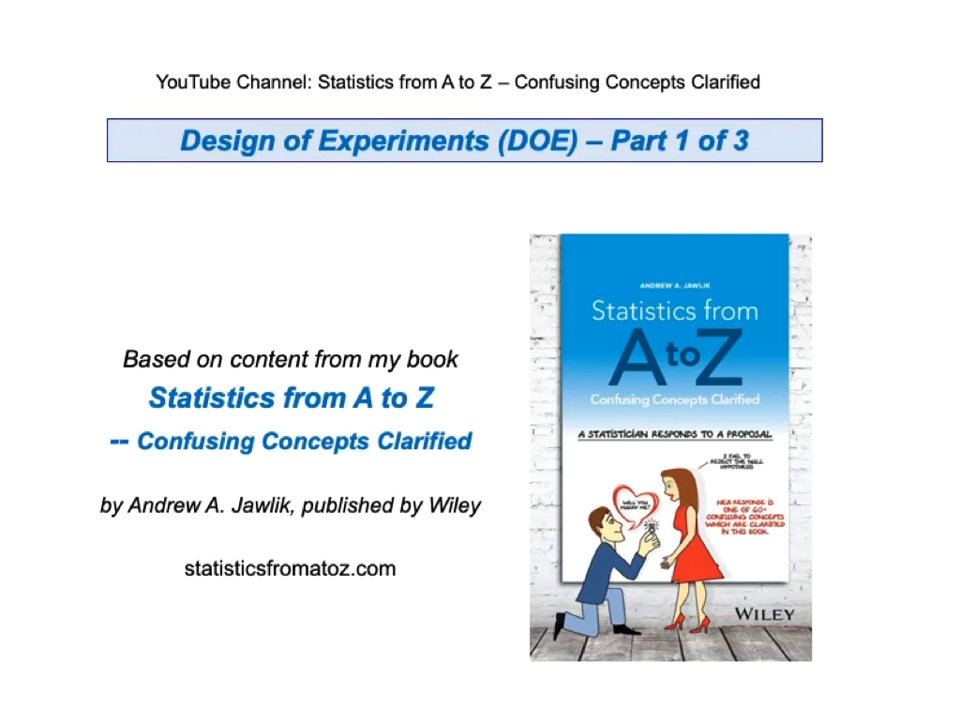 YouTube Channel: Statistics from A to Z – Confusing Concepts Clarified
Design of Experiments (DOE) – Part 1 of 3
Based on content from my book
Statistics from A to Z
-- Confusing Concepts Clarified
by Andrew A. Jawlik, published by Wiley
statisticsfromatoz.com
ANDREW A. JAWLIK
Statistics from
A to Z
Confusing Concepts Clarified
A STATISTICIAN RESPONDS TO A PROPOSAL
I FAIL TO
REJECT THE NULL
HYPOTHESIS
WILL YOU
MARRY ME?
HER RESPONSE IS
ONE OF 60+
CONFUSING CONCEPTS
WHICH ARE CLARIFIED
IN THIS BOOK.
WILEY